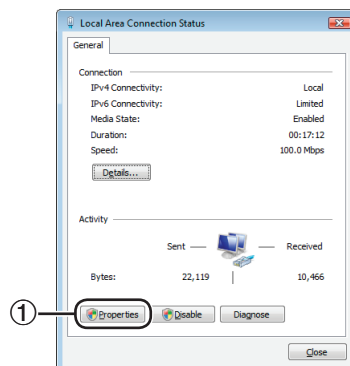 Local Area Connection Status
General
Connection
IPv4 Connectivity: Local
IPv6 Connectivity: Limited
Media State: Enabled
Duration: 00:17:12
Speed: 100.0 Mbps
Details...
Activity
Sent — — Received
Bytes: 22,119 | 10,466
① Properties Disable Diagnose
Close